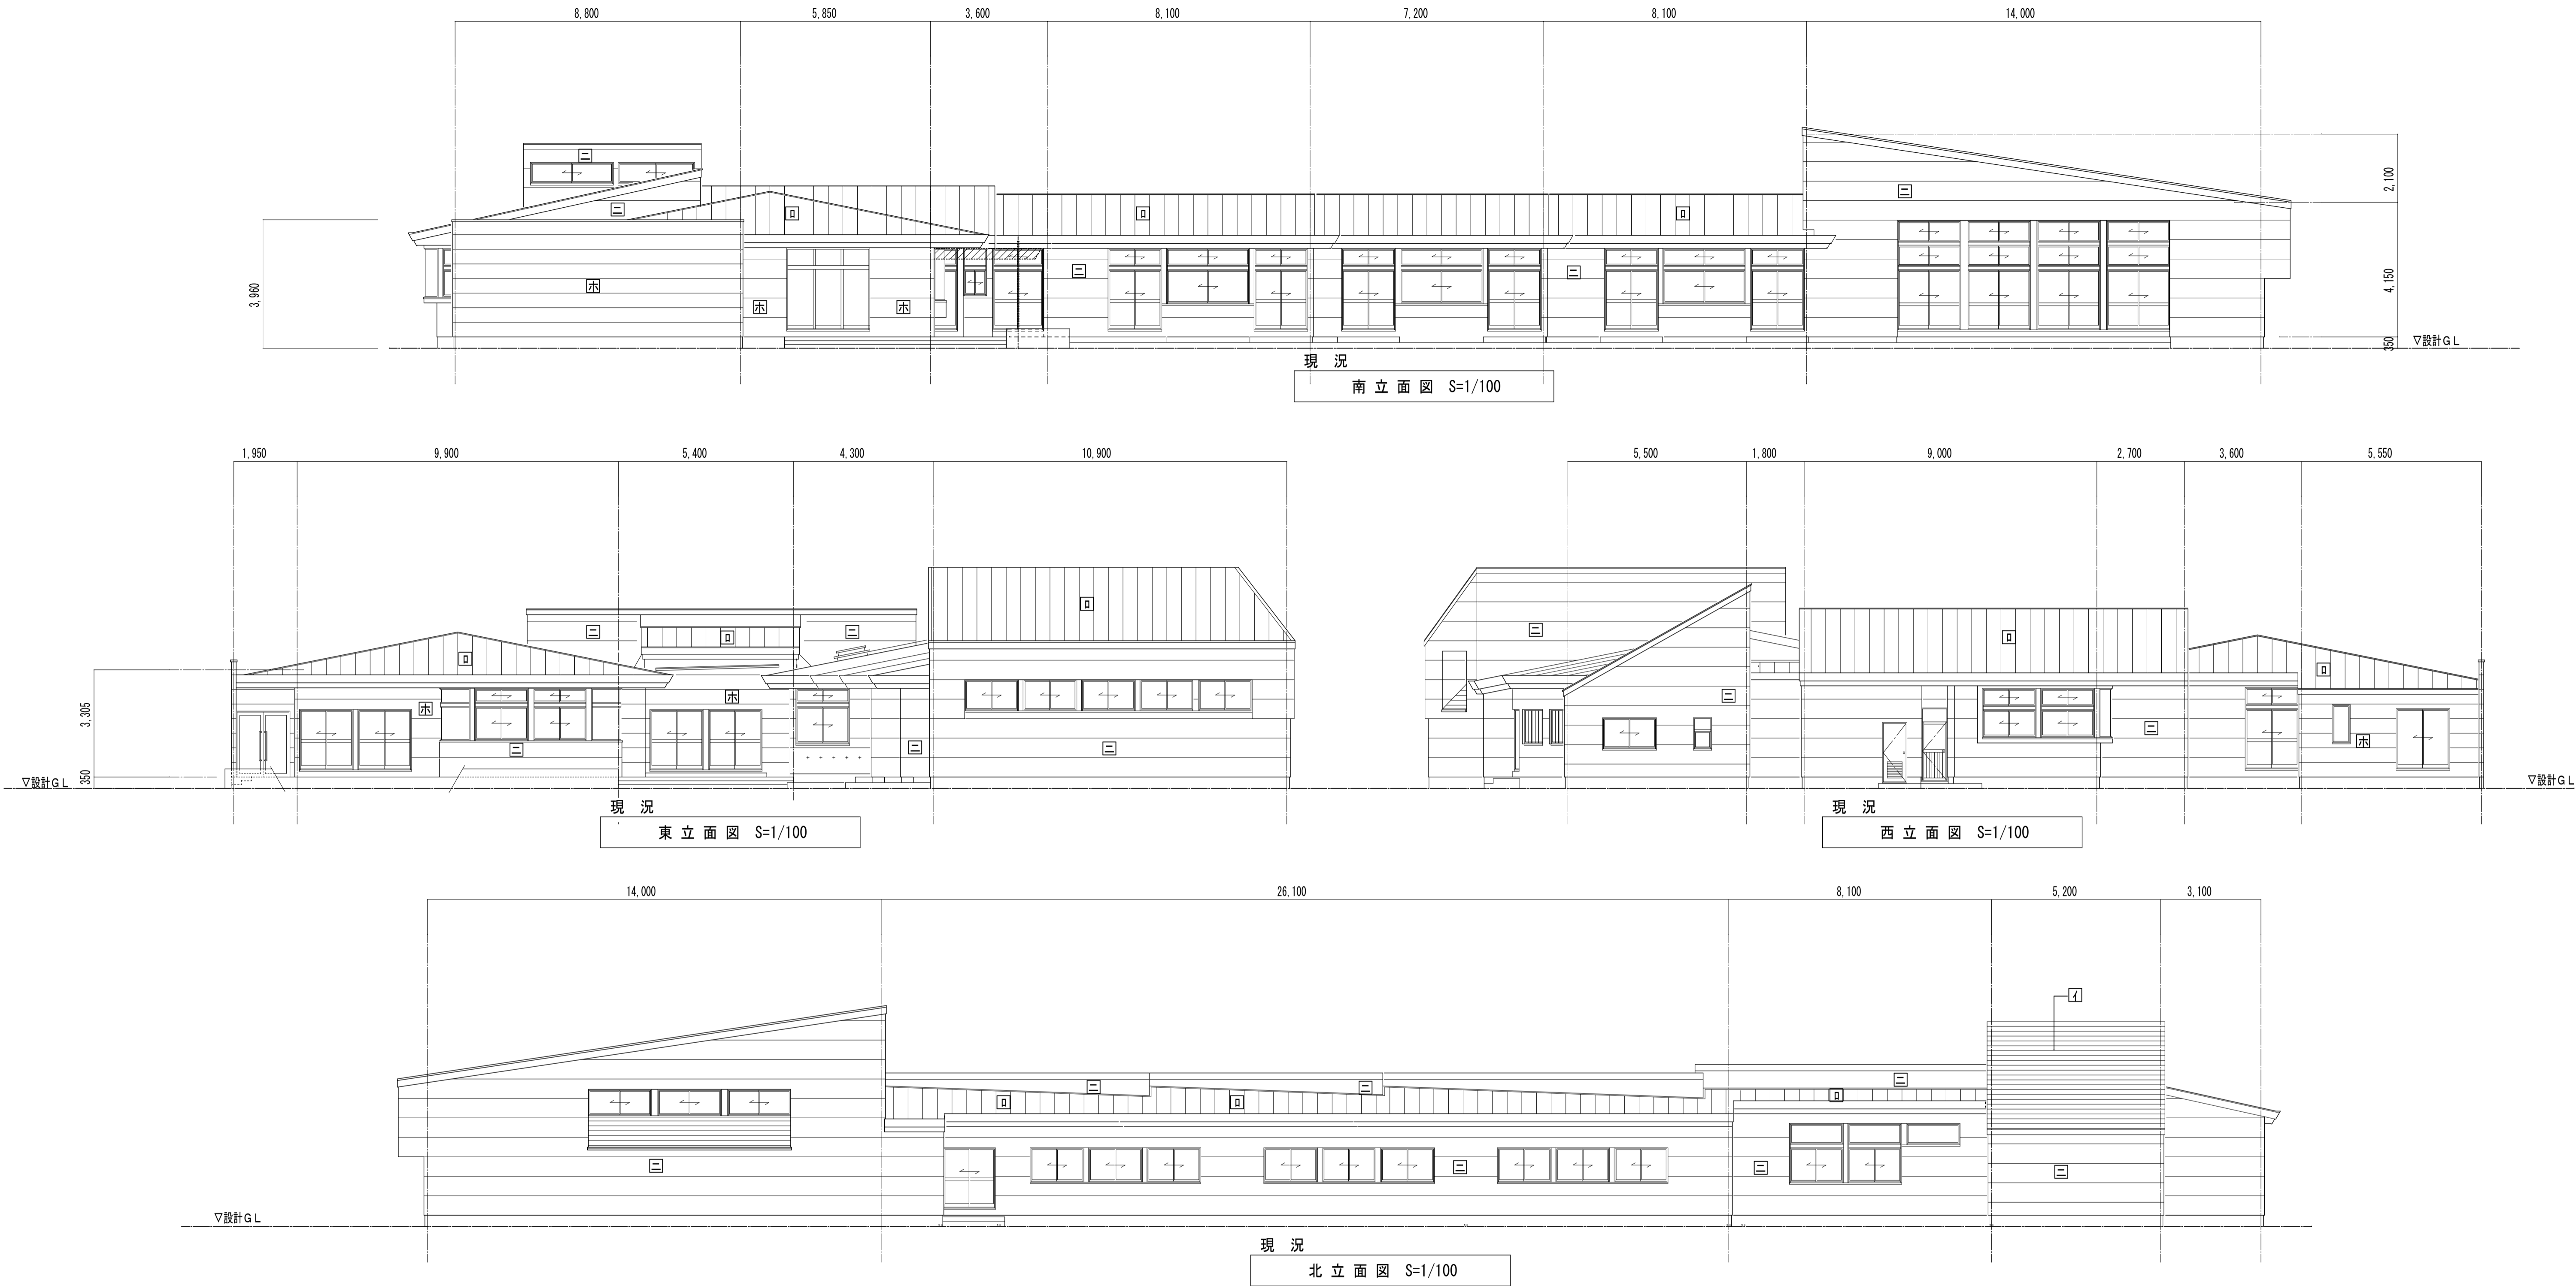 8,800 5,850 3,600 8,100 7,200 8,100 14,000
ニ
ニ
ロ ロ ロ
ニ
2,100
3,960
ホ ホ ホ ニ ニ
4,150
350
▽設計GL
現 況
南 立 面 図 S=1/100
1,950 9,900 5,400 4,300 10,900
ロ
ニ ロ ニ
ロ
ホ ホ
ニ ニ ニ
3,305
350
▽設計GL
現 況
東 立 面 図 S=1/100
5,500 1,800 9,000 2,700 3,600 5,550
ニ ロ
ロ
ニ ニ ホ
▽設計GL
現 況
西 立 面 図 S=1/100
14,000 26,100 8,100 5,200 3,100
イ
ニ ニ ニ
ロ ロ ロ
ニ ニ ニ ニ
▽設計GL
現 況
北 立 面 図 S=1/100